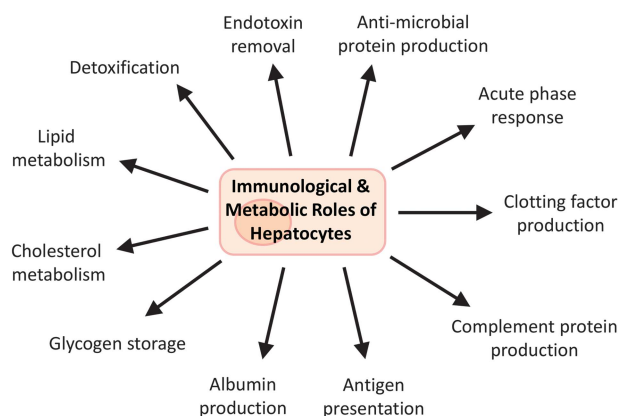 Endotoxin
removal
Anti-microbial
protein production
Detoxification
Acute phase
response
Lipid
metabolism
Immunological &
Metabolic Roles of
Hepatocytes
Clotting factor
production
Cholesterol
metabolism
Glycogen storage
Complement protein
production
Albumin
production
Antigen
presentation